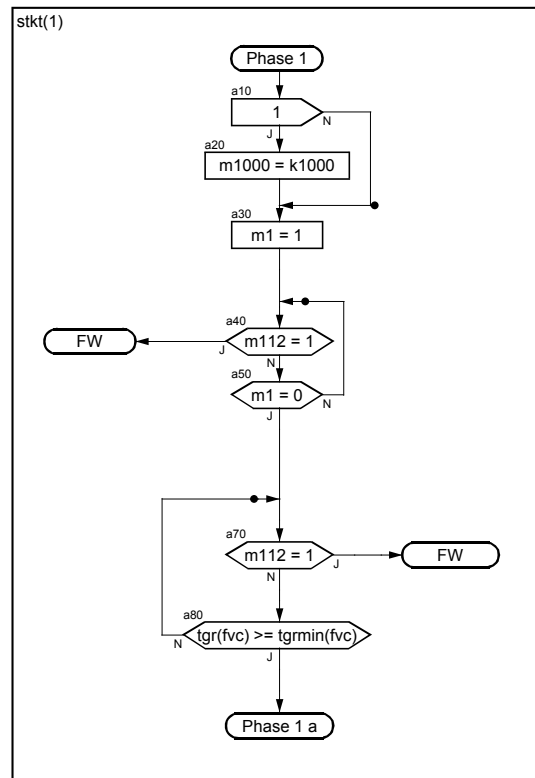 stkt(1)
Phase 1
a10
1
J
N
a20
m1000 = k1000
a30
m1 = 1
a40
FW
J
m112 = 1
N
a50
m1 = 0
J
N
a70
m112 = 1
J
FW
N
a80
tgr(fvc) >= tgrmin(fvc)
N
J
Phase 1 a